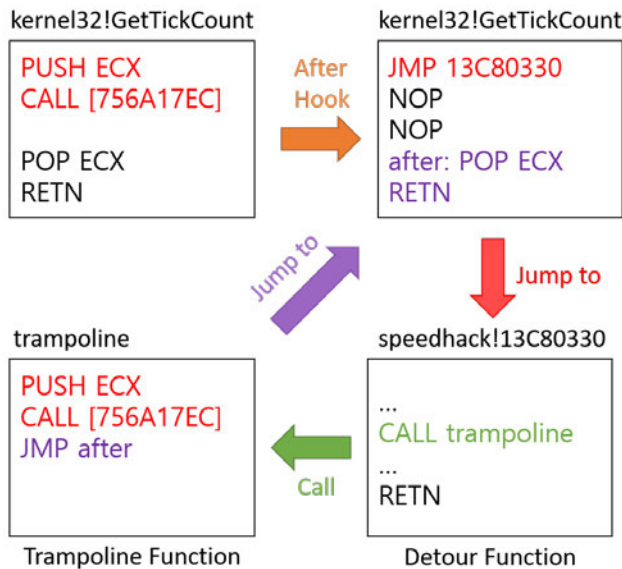 kernel32!GetTickCount
PUSH ECX
CALL [756A17EC]
POP ECX
RETN
After
Hook
kernel32!GetTickCount
JMP 13C80330
NOP
NOP
after: POP ECX
RETN
Jump to
Jump to
trampoline
PUSH ECX
CALL [756A17EC]
JMP after
Trampoline Function
Call
speedhack!13C80330
...
CALL trampoline
...
RETN
Detour Function